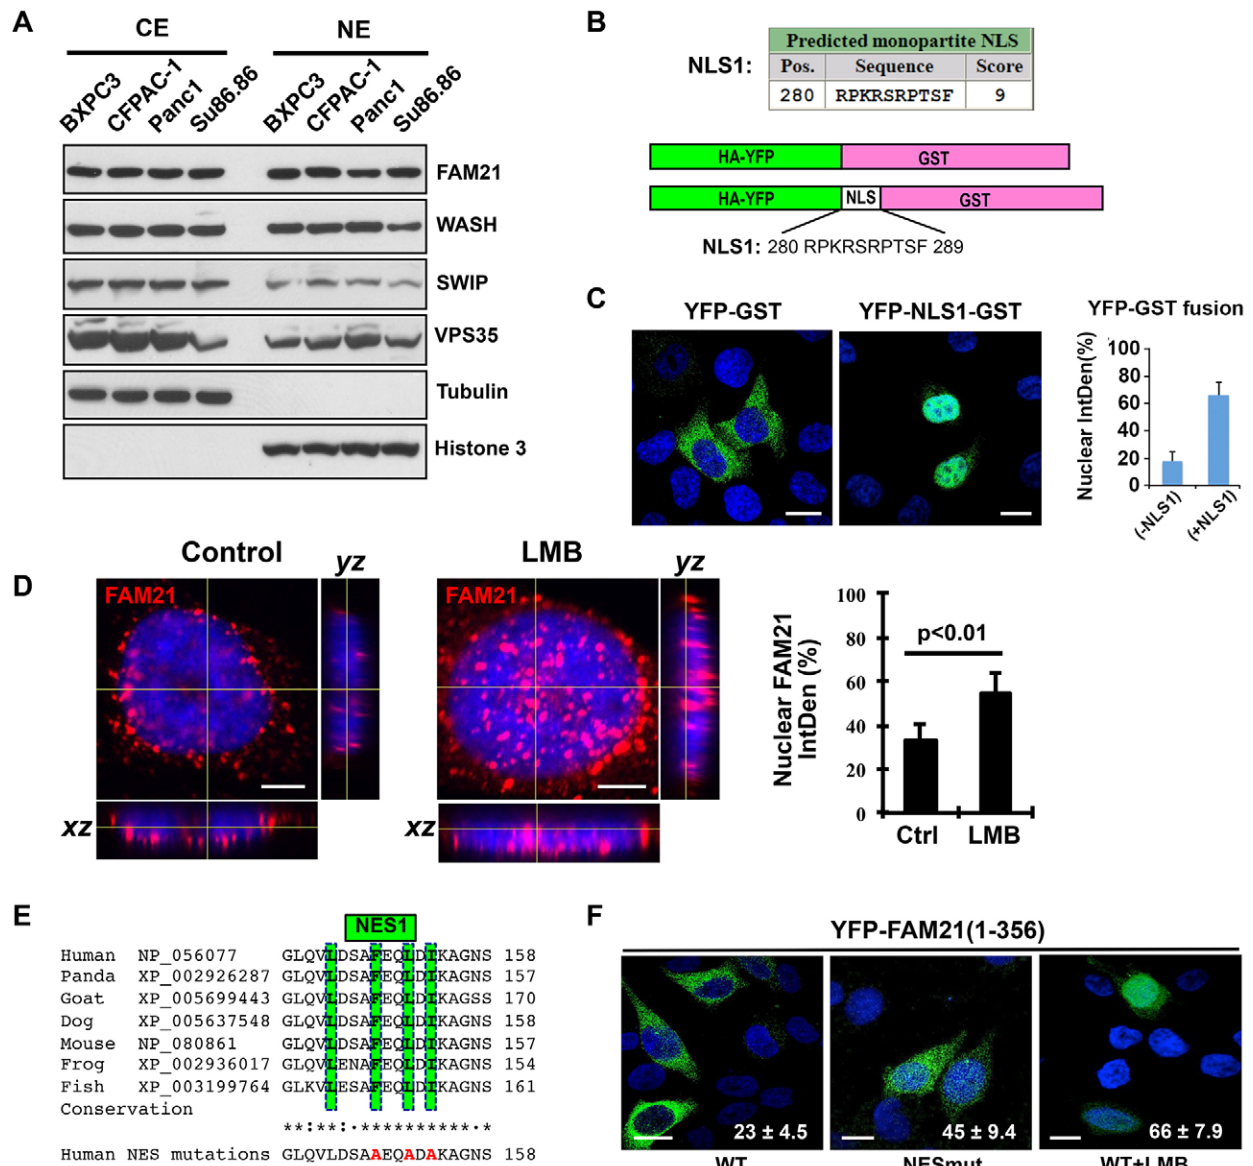 A
CE NE
BXPC3 CFPAC-1 Panc1 Su86.86 BXPC3 CFPAC-1 Panc1 Su86.86
FAM21
WASH
SWIP
VPS35
Tubulin
Histone 3
B
NLS1:
Predicted monopartite NLS
Pos. Sequence Score
280 RPKRSRPTSF 9
HA-YFP GST
HA-YFP NLS GST
NLS1: 280 RPKRSRPTSF 289
C
YFP-GST YFP-NLS1-GST
YFP-GST fusion
Nuclear IntDen(%)
100
80
60
40
20
0
(-NLS1) (+NLS1)
D
Control LMB
FAM21 yz FAM21 yz
xz xz
Nuclear FAM21
IntDen (%)
100
80
60
40
20
0
p<0.01
Ctrl LMB
E
NES1
Human NP_056077 GLQVLDSAFEQLDIKAGNS 158
Panda XP_002926287 GLQVLDSAFEQLDIKAGNS 157
Goat XP_005699443 GLQVLDSAFEQLDIKAGSS 170
Dog XP_005637548 GLQVLDSAFEQLDIKAGNS 158
Mouse NP_080861 GLQVLDSAFEQLDIKAGNS 157
Frog XP_002936017 GLQVLENAFEQLDIKAGNS 154
Fish XP_003199764 GLKVLESAFEQLDIKAGNS 161
Conservation
**:**:.**********.*
Human NES mutations GLQVLDSAAEQADAKAGNS 158
F
YFP-FAM21(1-356)
23 ± 4.5 45 ± 9.4 66 ± 7.9
WT NESmut WT+LMB